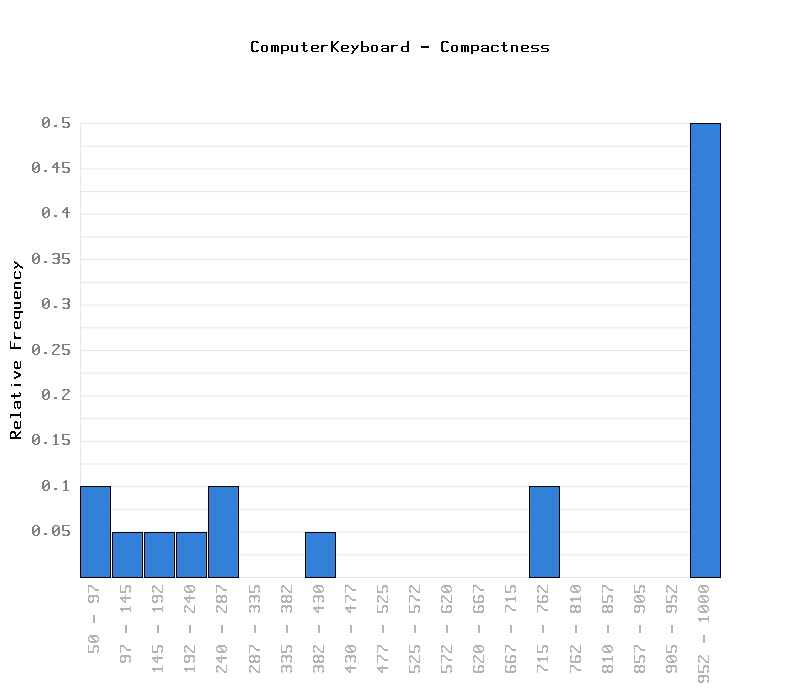 ComputerKeyboard - Compactness
Relative Frequency
0.5
0.45
0.4
0.35
0.3
0.25
0.2
0.15
0.1
0.05
50 - 97
97 - 145
145 - 192
192 - 240
240 - 287
287 - 335
335 - 382
382 - 430
430 - 477
477 - 525
525 - 572
572 - 620
620 - 667
667 - 715
715 - 762
762 - 810
810 - 857
857 - 905
905 - 952
952 - 1000